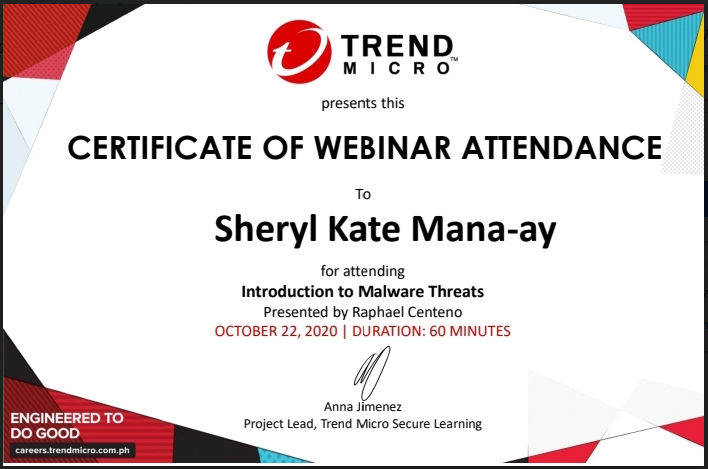 TREND
MICRO™
presents this
CERTIFICATE OF WEBINAR ATTENDANCE
To
Sheryl Kate Mana-ay
for attending
Introduction to Malware Threats
Presented by Raphael Centeno
OCTOBER 22, 2020 | DURATION: 60 MINUTES
Anna Jimenez
Project Lead, Trend Micro Secure Learning
ENGINEERED TO
DO GOOD
careers.trendmicro.com.ph